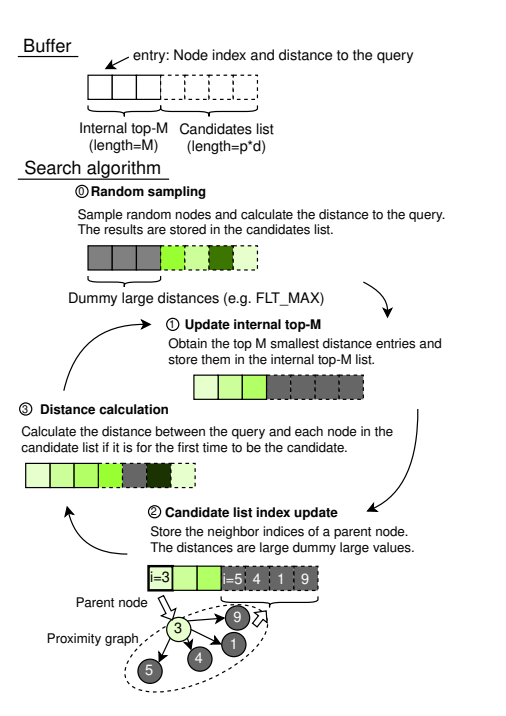 Buffer
entry: Node index and distance to the query
Internal top-M Candidates list
(length=M) (length=p*d)
Search algorithm
⓪ Random sampling
Sample random nodes and calculate the distance to the query.
The results are stored in the candidates list.
Dummy large distances (e.g. FLT_MAX)
① Update internal top-M
Obtain the top M smallest distance entries and
store them in the internal top-M list.
③ Distance calculation
Calculate the distance between the query and each node in the
candidate list if it is for the first time to be the candidate.
② Candidate list index update
Store the neighbor indices of a parent node.
The distances are large dummy large values.
i=3 i=5 4 1 9
Parent node
9
3
Proximity graph
1
4
5